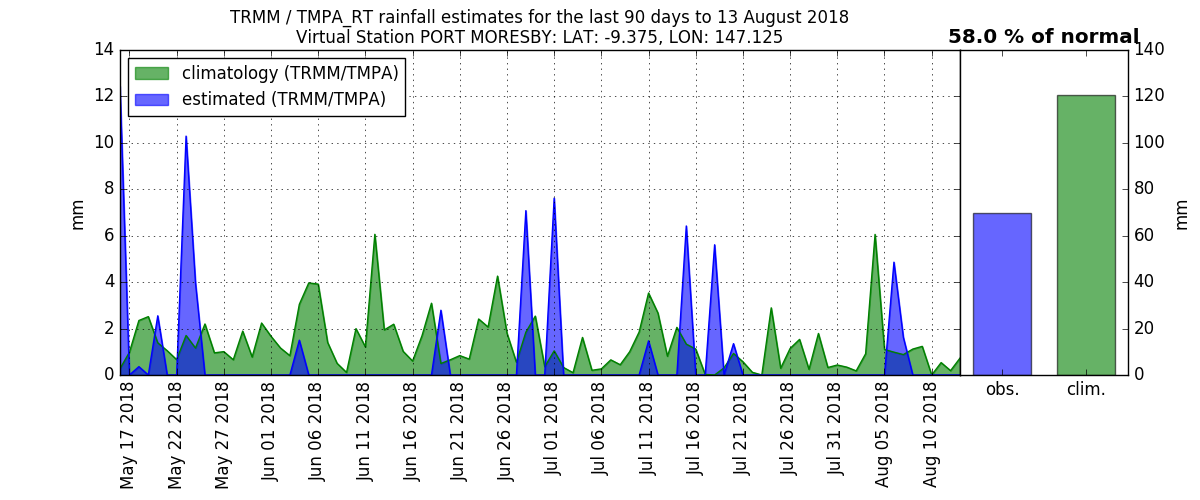 TRMM / TMPA_RT rainfall estimates for the last 90 days to 13 August 2018
Virtual Station PORT MORESBY: LAT: -9.375, LON: 147.125
58.0 % of normal
climatology (TRMM/TMPA)
estimated (TRMM/TMPA)
mm
14
12
10
8
6
4
2
0
May 17 2018
May 22 2018
May 27 2018
Jun 01 2018
Jun 06 2018
Jun 11 2018
Jun 16 2018
Jun 21 2018
Jun 26 2018
Jul 01 2018
Jul 06 2018
Jul 11 2018
Jul 16 2018
Jul 21 2018
Jul 26 2018
Jul 31 2018
Aug 05 2018
Aug 10 2018
obs.
clim.
140
120
100
80
60
40
20
0
mm